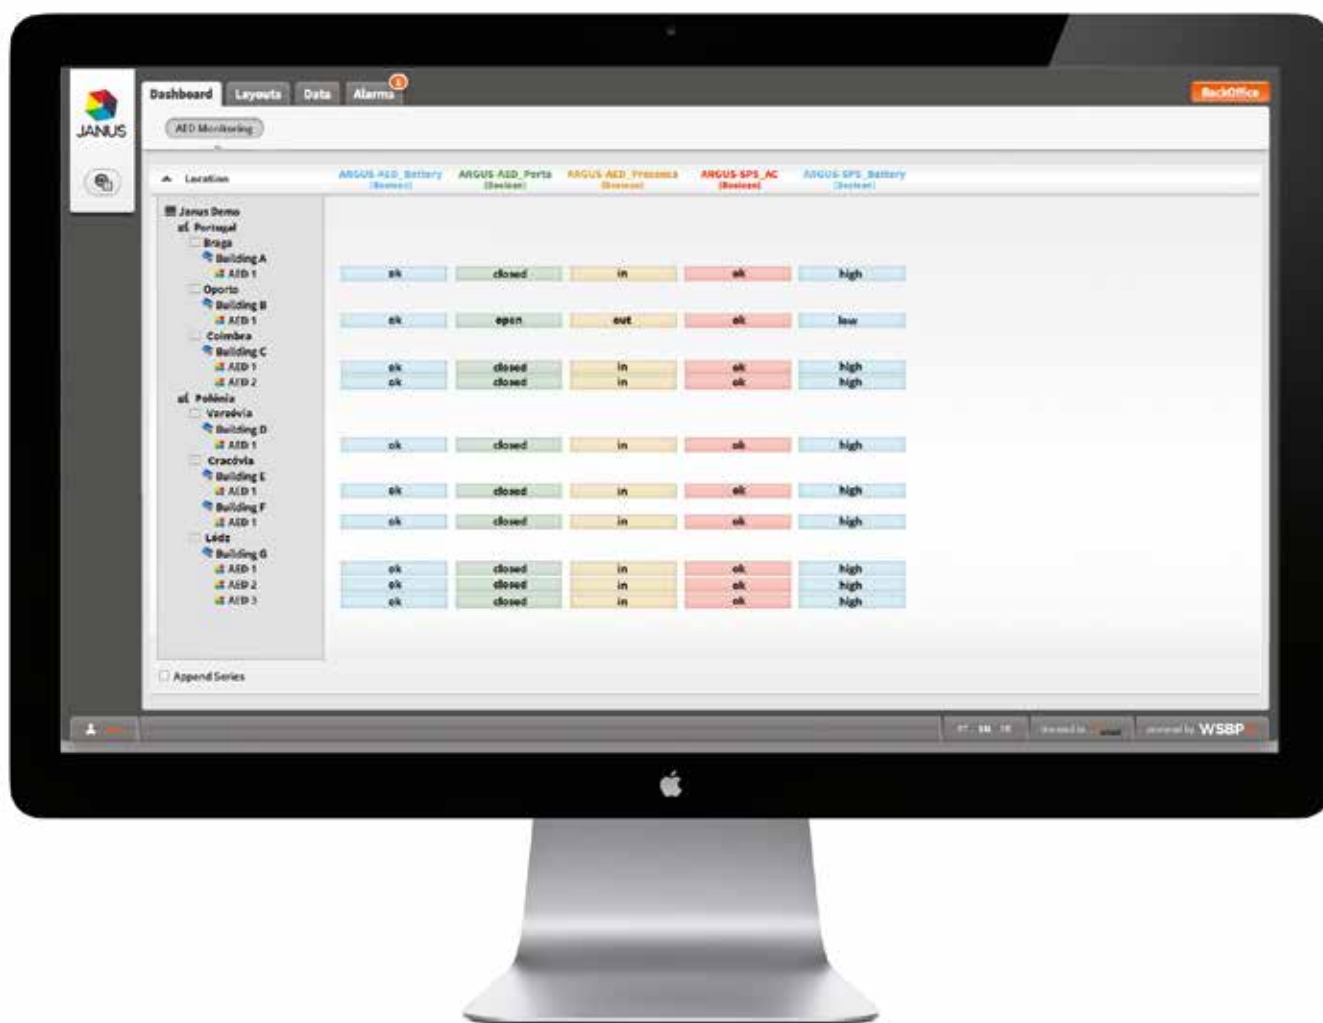 JANUS
Dashboard Layouts Data Alarms
BackOffice
AED Monitoring
Location ARGUS-AED_Battery ARGUS-AED_Porta ARGUS-AED_Presenca ARGUS-SPS_AC ARGUS-SPS_Battery
(Boolean) (Boolean) (Boolean) (Boolean) (Boolean)
Janus Demo
Portugal
Braga
Building A
AED 1 ok closed in ok high
Oporto
Building B
AED 1 ok open out ok low
Coimbra
Building C
AED 1 ok closed in ok high
AED 2 ok closed in ok high
Polónia
Varsóvia
Building D
AED 1 ok closed in ok high
Cracóvia
Building E
AED 1 ok closed in ok high
Building F
AED 1 ok closed in ok high
Lódz
Building G
AED 1 ok closed in ok high
AED 2 ok closed in ok high
AED 3 ok closed in ok high
Append Series
powered by WSBP